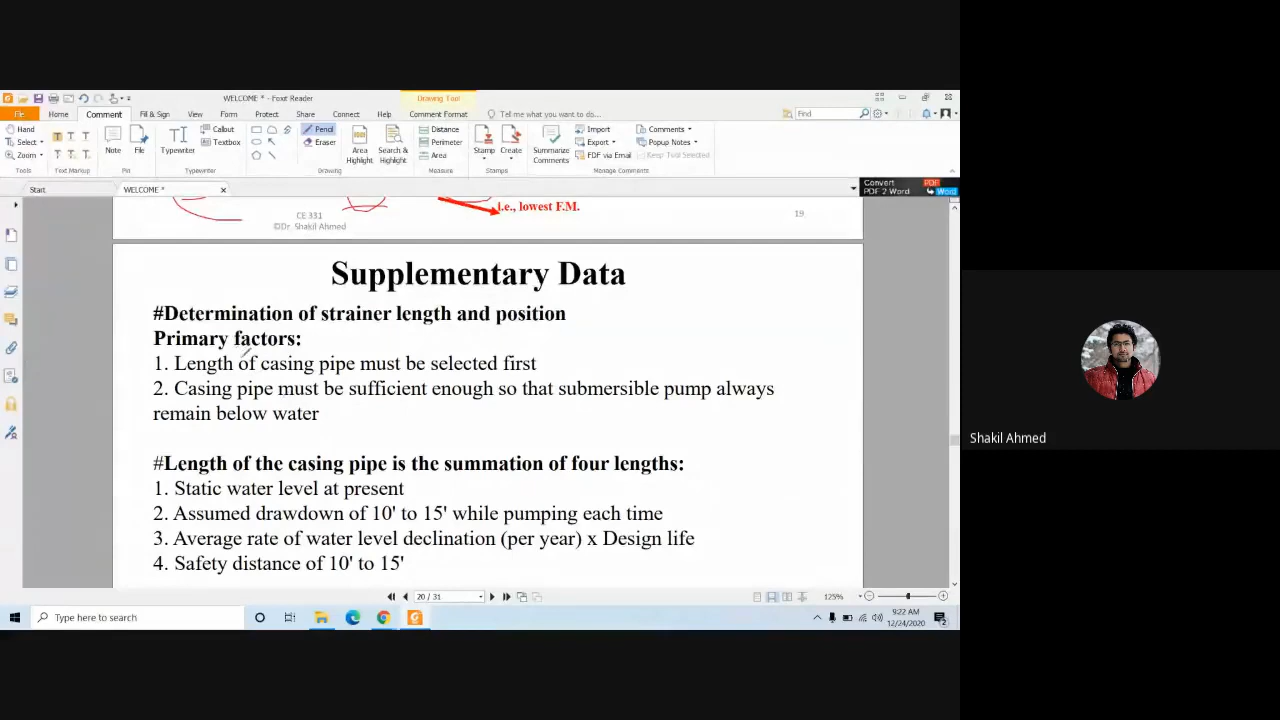 WELCOME * - Foxit Reader
Drawing Tool
File Home Comment Fill & Sign View Form Protect Share Connect Help Comment Format Tell me what you want to do...
Find
Hand
Select
Zoom
Tools
Text Markup
Note
File
Pin
Typewriter
Callout
Textbox
Typewriter
Pencil
Eraser
Drawing
Area Highlight
Search & Highlight
Distance
Perimeter
Area
Measure
Stamp
Create
Stamps
Summarize Comments
Import
Export
FDF via Email
Comments
Popup Notes
Keep Tool Selected
Manage Comments
Start
WELCOME *
Convert PDF
PDF 2 Word Word
i.e., lowest F.M.
CE 331
©Dr. Shakil Ahmed
19
Supplementary Data
#Determination of strainer length and position
Primary factors:
1. Length of casing pipe must be selected first
2. Casing pipe must be sufficient enough so that submersible pump always
remain below water
#Length of the casing pipe is the summation of four lengths:
1. Static water level at present
2. Assumed drawdown of 10' to 15' while pumping each time
3. Average rate of water level declination (per year) x Design life
4. Safety distance of 10' to 15'
20 / 31
125%
Type here to search
9:22 AM
12/24/2020
2
Shakil Ahmed